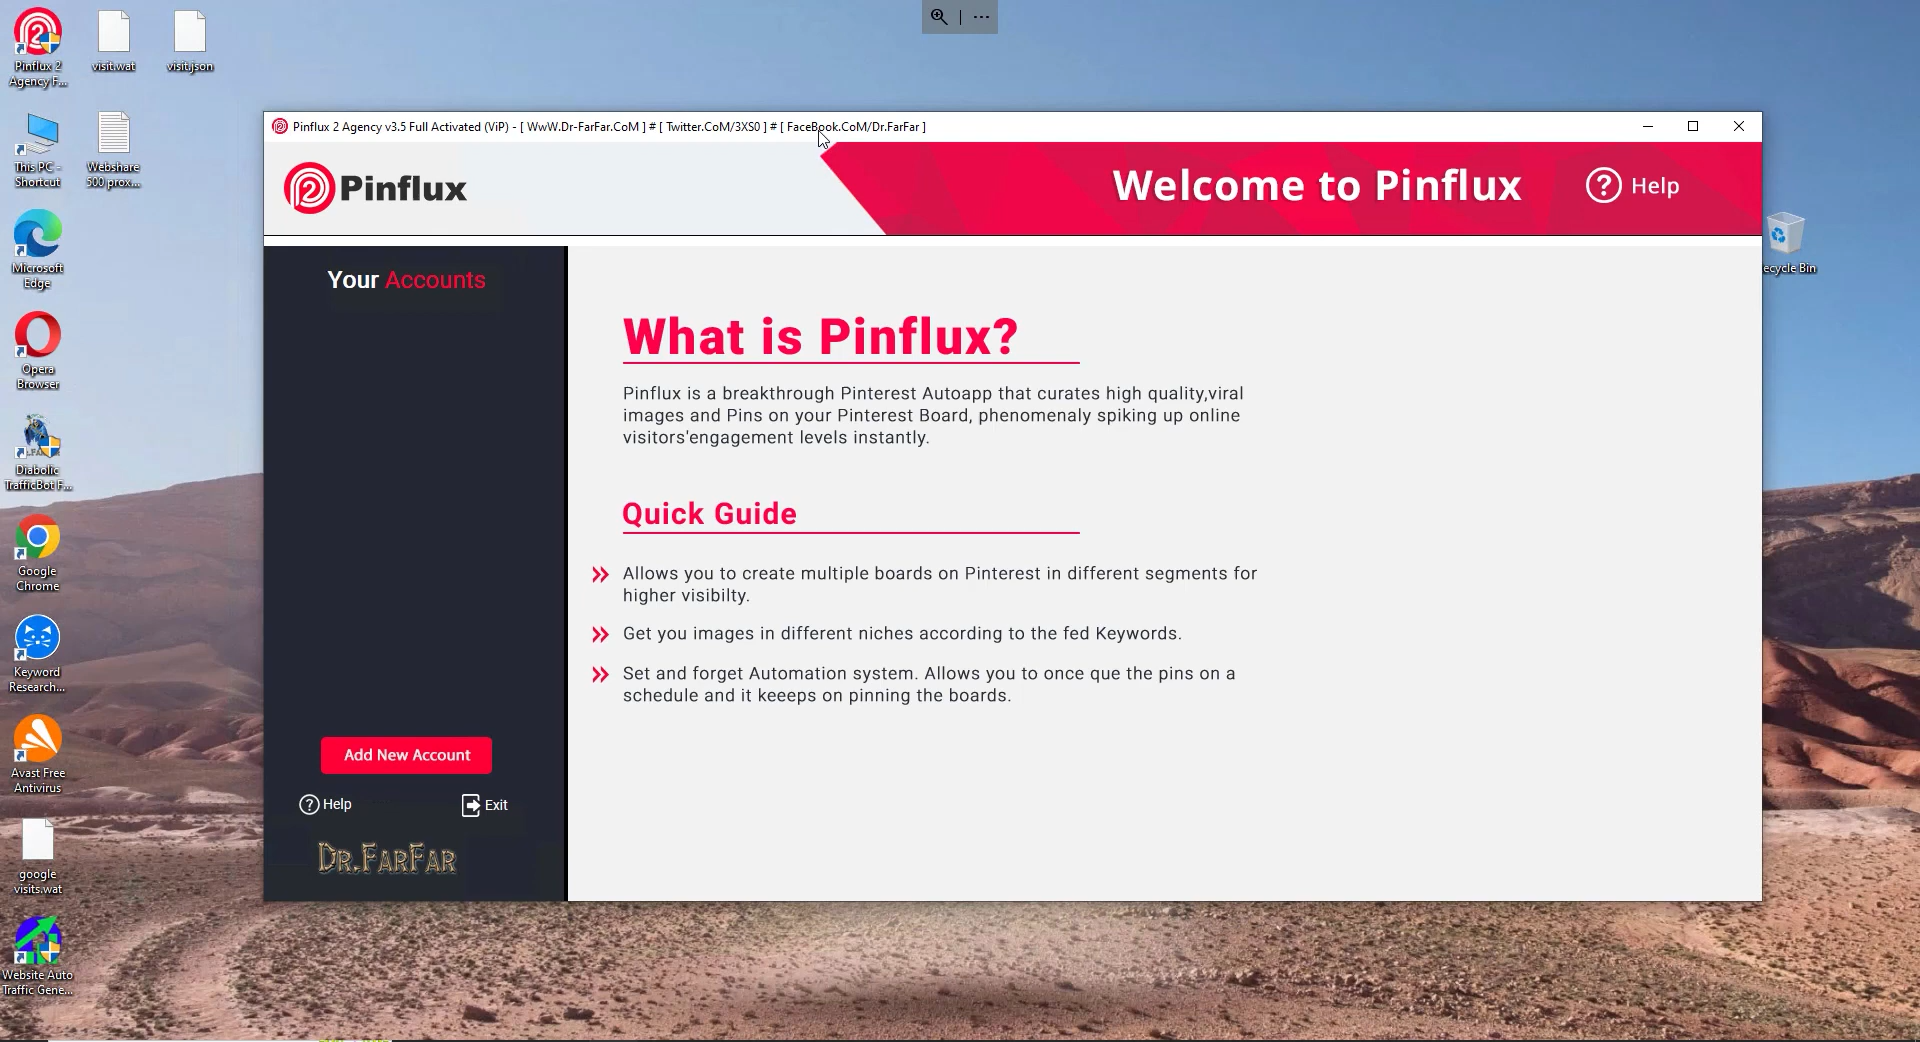 Pinflux 2
Agency F...
visit.wat
visit.json
This PC -
Shortcut
Webshare
500 prox...
Microsoft
Edge
Opera
Browser
Diabolic
TrafficBot F...
Google
Chrome
Keyword
Research...
Avast Free
Antivirus
google
visits.wat
Website Auto
Traffic Gene...
Pinflux 2 Agency v3.5 Full Activated (ViP) - [ WwW.Dr-FarFar.CoM ] # [ Twitter.CoM/3XS0 ] # [ FaceBook.CoM/Dr.FarFar ]
Pinflux
Welcome to Pinflux
Help
Your Accounts
Add New Account
Help
Exit
DR.FARFAR
What is Pinflux?
Pinflux is a breakthrough Pinterest Autoapp that curates high quality,viral
images and Pins on your Pinterest Board, phenomenaly spiking up online
visitors'engagement levels instantly.
Quick Guide
Allows you to create multiple boards on Pinterest in different segments for
higher visibilty.
Get you images in different niches according to the fed Keywords.
Set and forget Automation system. Allows you to once que the pins on a
schedule and it keeeps on pinning the boards.
ecycle Bin